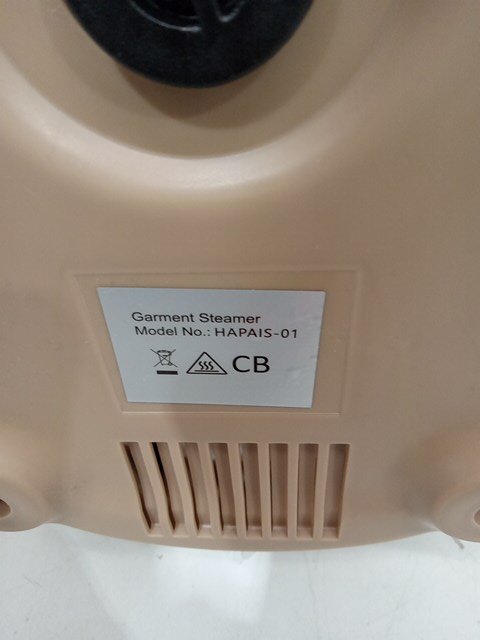 Garment Steamer
Model No.: HAPAIS-01
CB